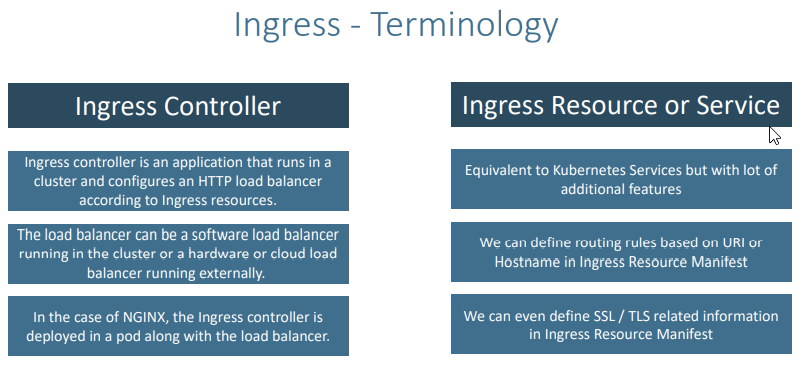 Ingress - Terminology
Ingress Controller
Ingress controller is an application that runs in a
cluster and configures an HTTP load balancer
according to Ingress resources.
The load balancer can be a software load balancer
running in the cluster or a hardware or cloud load
balancer running externally.
In the case of NGINX, the Ingress controller is
deployed in a pod along with the load balancer.
Ingress Resource or Service
Equivalent to Kubernetes Services but with lot of
additional features
We can define routing rules based on URI or
Hostname in Ingress Resource Manifest
We can even define SSL / TLS related information
in Ingress Resource Manifest